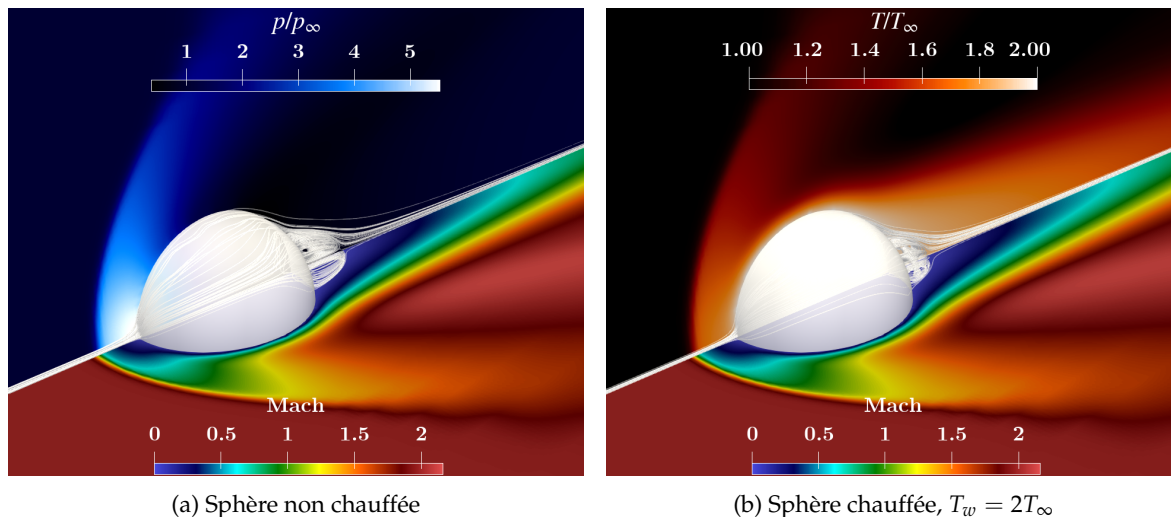 p/p∞
1 2 3 4 5
Mach
0 0.5 1 1.5 2
(a) Sphère non chauffée
T/T∞
1.00 1.2 1.4 1.6 1.8 2.00
Mach
0 0.5 1 1.5 2
(b) Sphère chauffée, T_w = 2T∞